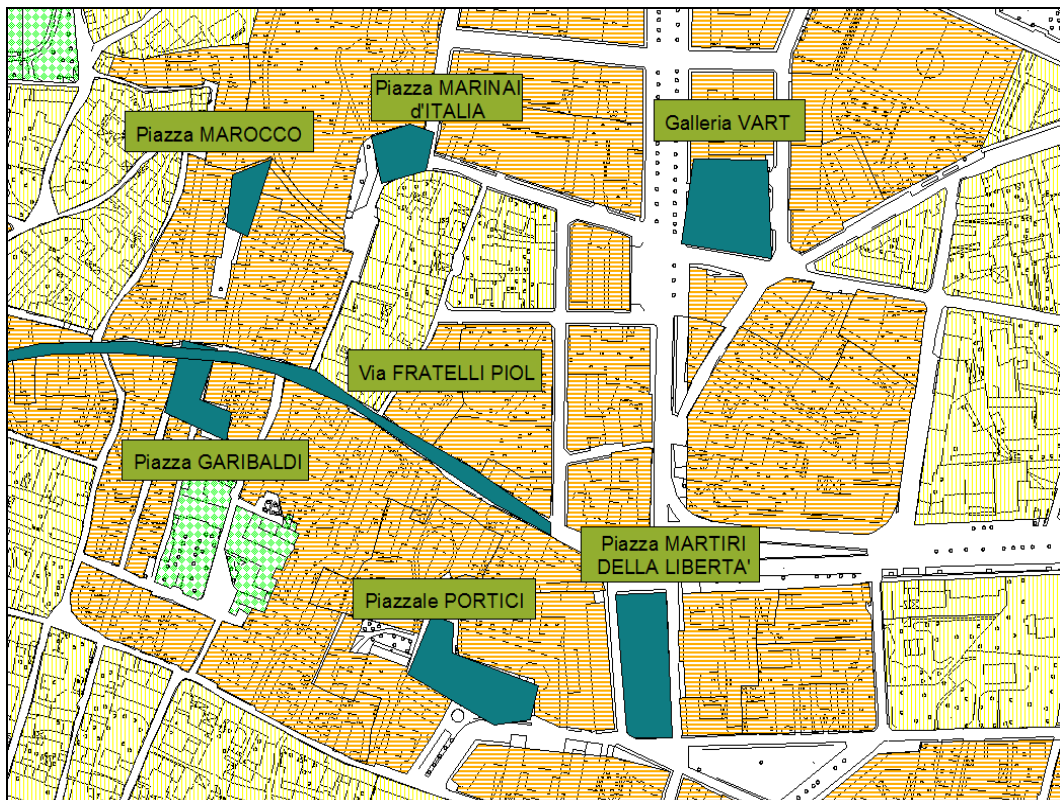 Piazza MARINAI
d'ITALIA
Piazza MAROCCO
Galleria VART
Via FRATELLI PIOL
Piazza GARIBALDI
Piazza MARTIRI
DELLA LIBERTA'
Piazzale PORTICI